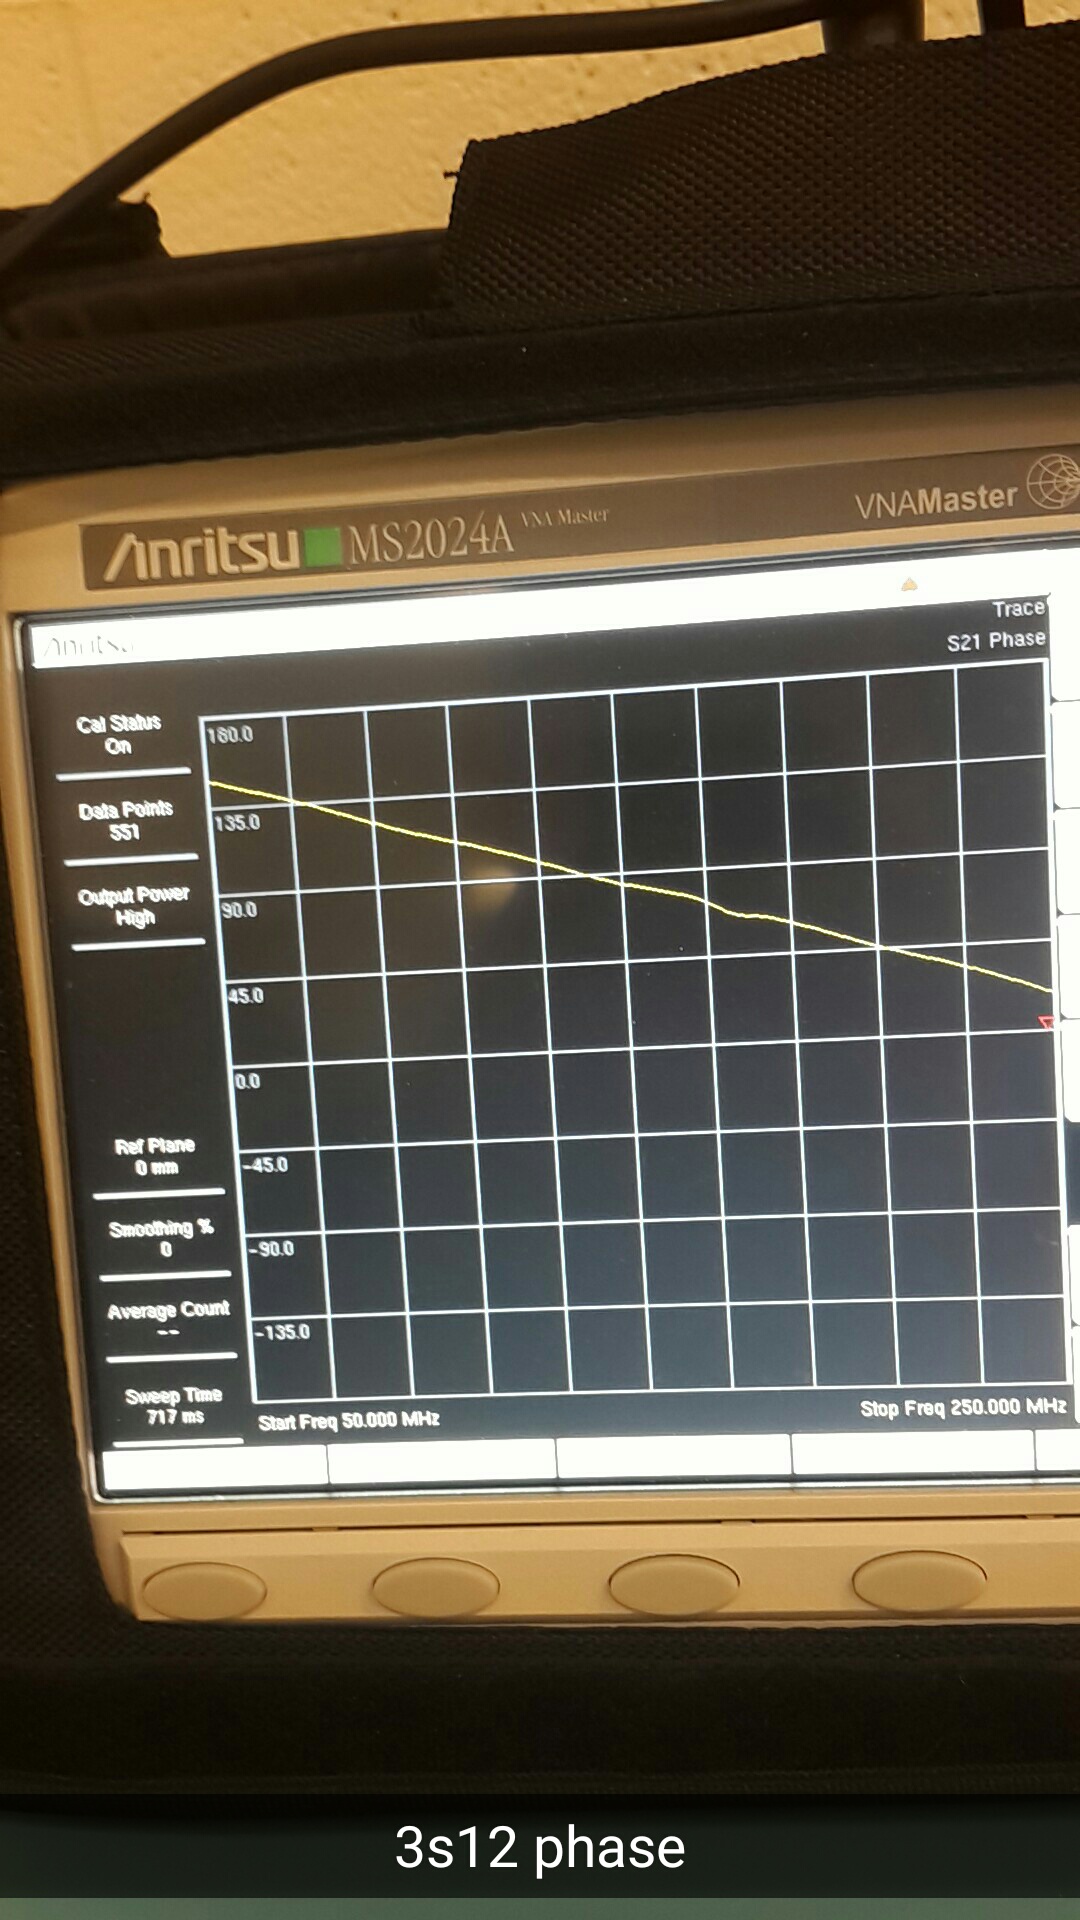 Anritsu MS2024A VNA Master
VNAMaster
Anritsu
Trace
S21 Phase
Cal Status
On
Data Points
551
Output Power
High
Ref Plane
0 mm
Smoothing %
0
Average Count
--
Sweep Time
717 ms
180.0
135.0
90.0
45.0
0.0
-45.0
-90.0
-135.0
Start Freq 50.000 MHz
Stop Freq 250.000 MHz
3s12 phase